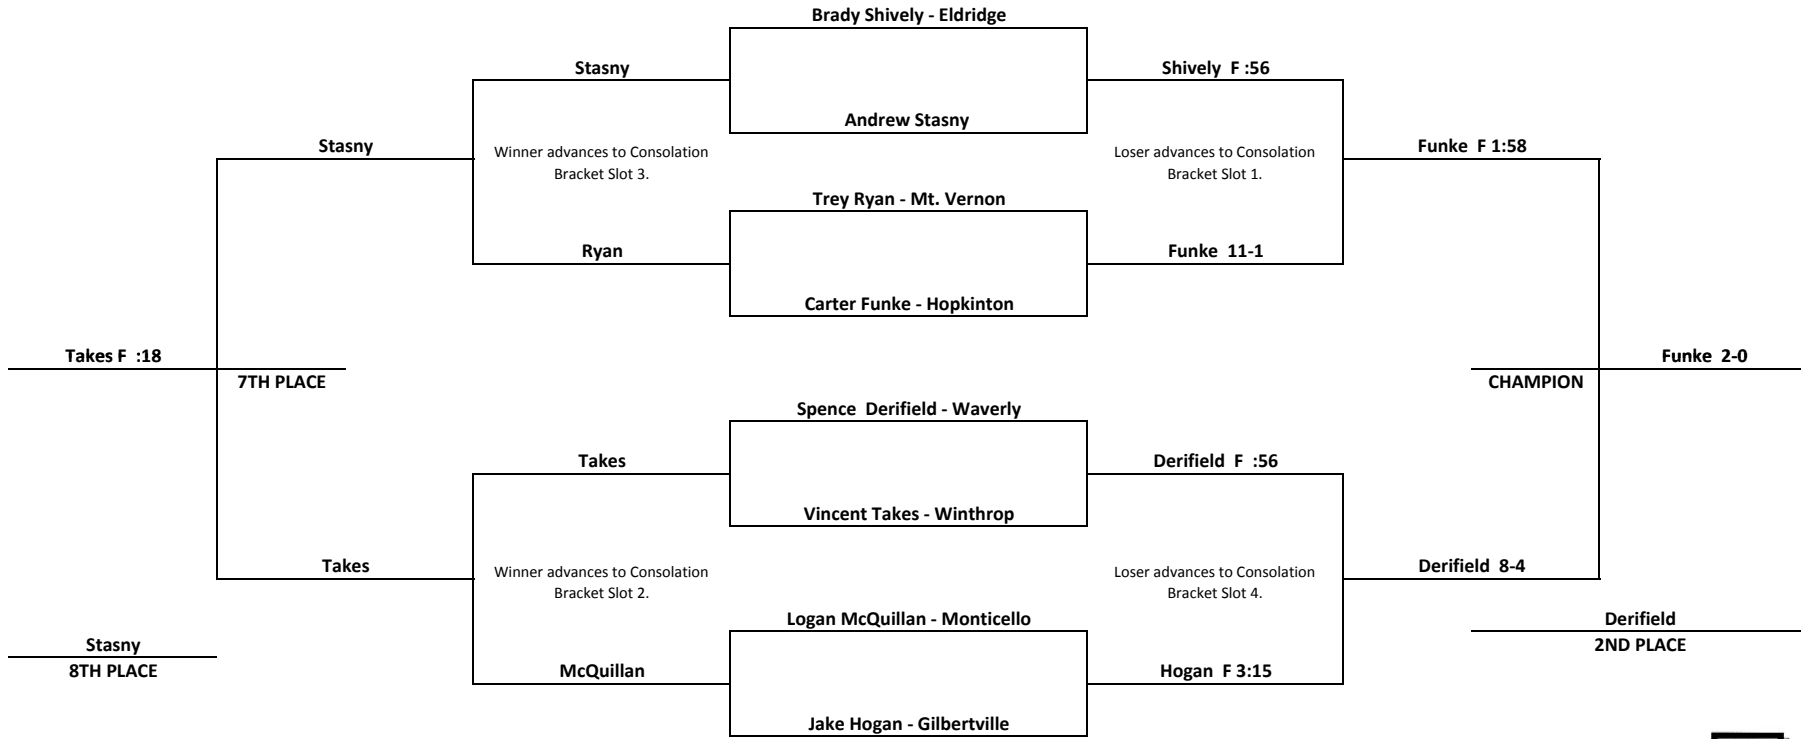 Brady Shively - Eldridge
Stasny
Shively F :56
Andrew Stasny
Stasny
Funke F 1:58
Winner advances to Consolation
Bracket Slot 3.
Loser advances to Consolation
Bracket Slot 1.
Trey Ryan - Mt. Vernon
Ryan
Funke 11-1
Carter Funke - Hopkinton
Takes F :18
Funke 2-0
7TH PLACE
CHAMPION
Spence Derifield - Waverly
Takes
Derifield F :56
Vincent Takes - Winthrop
Takes
Derifield 8-4
Winner advances to Consolation
Bracket Slot 2.
Loser advances to Consolation
Bracket Slot 4.
Logan McQuillan - Monticello
Derifield
Stasny
2ND PLACE
8TH PLACE
McQuillan
Hogan F 3:15
Jake Hogan - Gilbertville